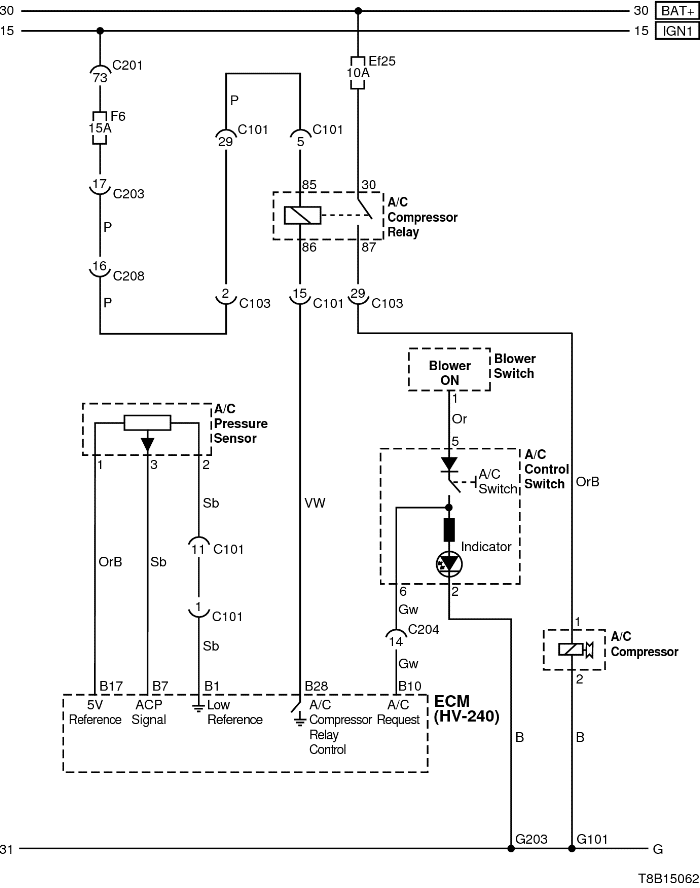 30 30 BAT+
15 15 IGN1
C201
73
Ef25
10A
F6
15A
P
29 C101
5 C101
17 C203
85 30
A/C
Compressor
Relay
P
86 87
16 C208
P
2 C103
15 C101
29 C103
Blower
ON
Blower
Switch
1
Or
5
A/C
Pressure
Sensor
1 3 2
A/C
Control
Switch
A/C
Switch
Sb
VW
OrB
11 C101
Indicator
OrB
Sb
6 2
1 C101
Gw
14 C204
1
A/C
Compressor
Sb
Gw
2
B17 B7 B1 B28 B10
ECM
(HV-240)
5V
Reference
ACP
Signal
Low
Reference
A/C
Compressor
Relay
Control
A/C
Request
B B
31 G203 G101 G
T8B15062